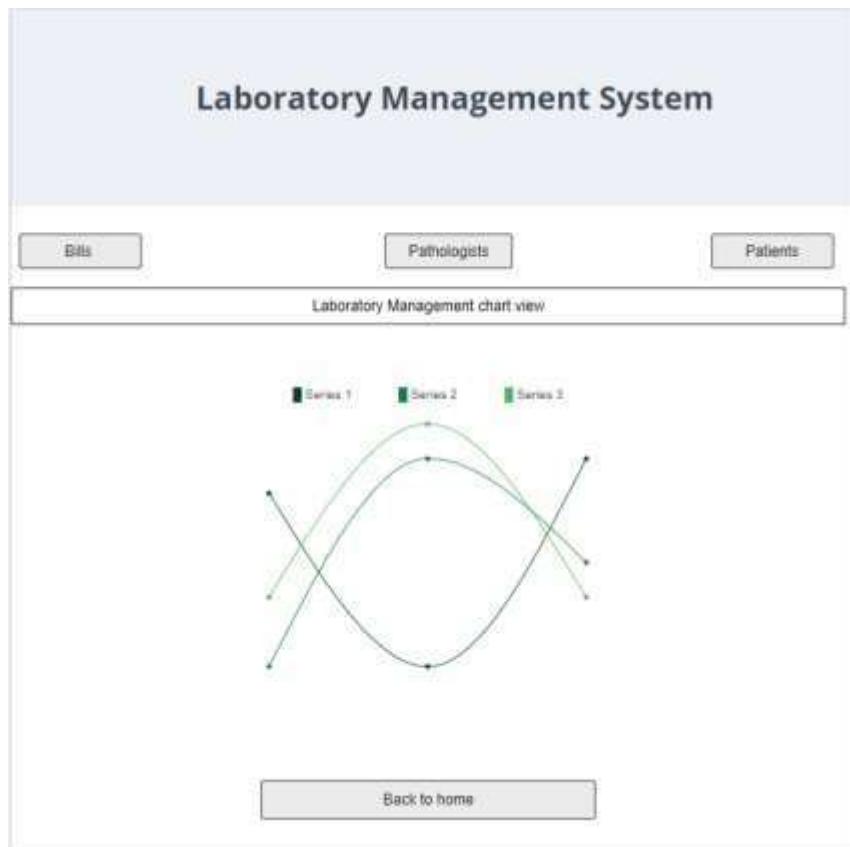 Laboratory Management System
Bills Pathologists Patients
Laboratory Management chart view
Series 1 Series 2 Series 3
Back to home